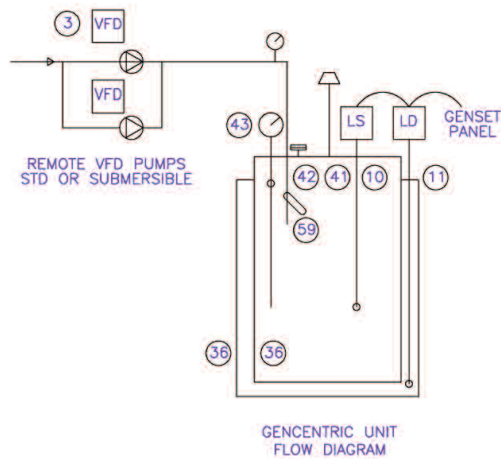 3
VFD
VFD
REMOTE VFD PUMPS
STD OR SUBMERSIBLE
43
LS
LD
GENSET
PANEL
42
41
10
11
59
36
36
GENCENTRIC UNIT
FLOW DIAGRAM